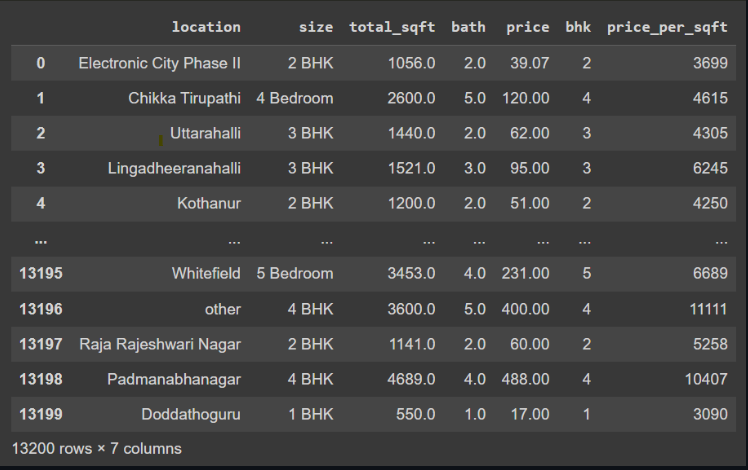 location size total_sqft bath price bhk price_per_sqft
0 Electronic City Phase II 2 BHK 1056.0 2.0 39.07 2 3699
1 Chikka Tirupathi 4 Bedroom 2600.0 5.0 120.00 4 4615
2 Uttarahalli 3 BHK 1440.0 2.0 62.00 3 4305
3 Lingadheeranahalli 3 BHK 1521.0 3.0 95.00 3 6245
4 Kothanur 2 BHK 1200.0 2.0 51.00 2 4250
... ... ... ... ... ... ... ...
13195 Whitefield 5 Bedroom 3453.0 4.0 231.00 5 6689
13196 other 4 BHK 3600.0 5.0 400.00 4 11111
13197 Raja Rajeshwari Nagar 2 BHK 1141.0 2.0 60.00 2 5258
13198 Padmanabhanagar 4 BHK 4689.0 4.0 488.00 4 10407
13199 Doddathoguru 1 BHK 550.0 1.0 17.00 1 3090
13200 rows × 7 columns